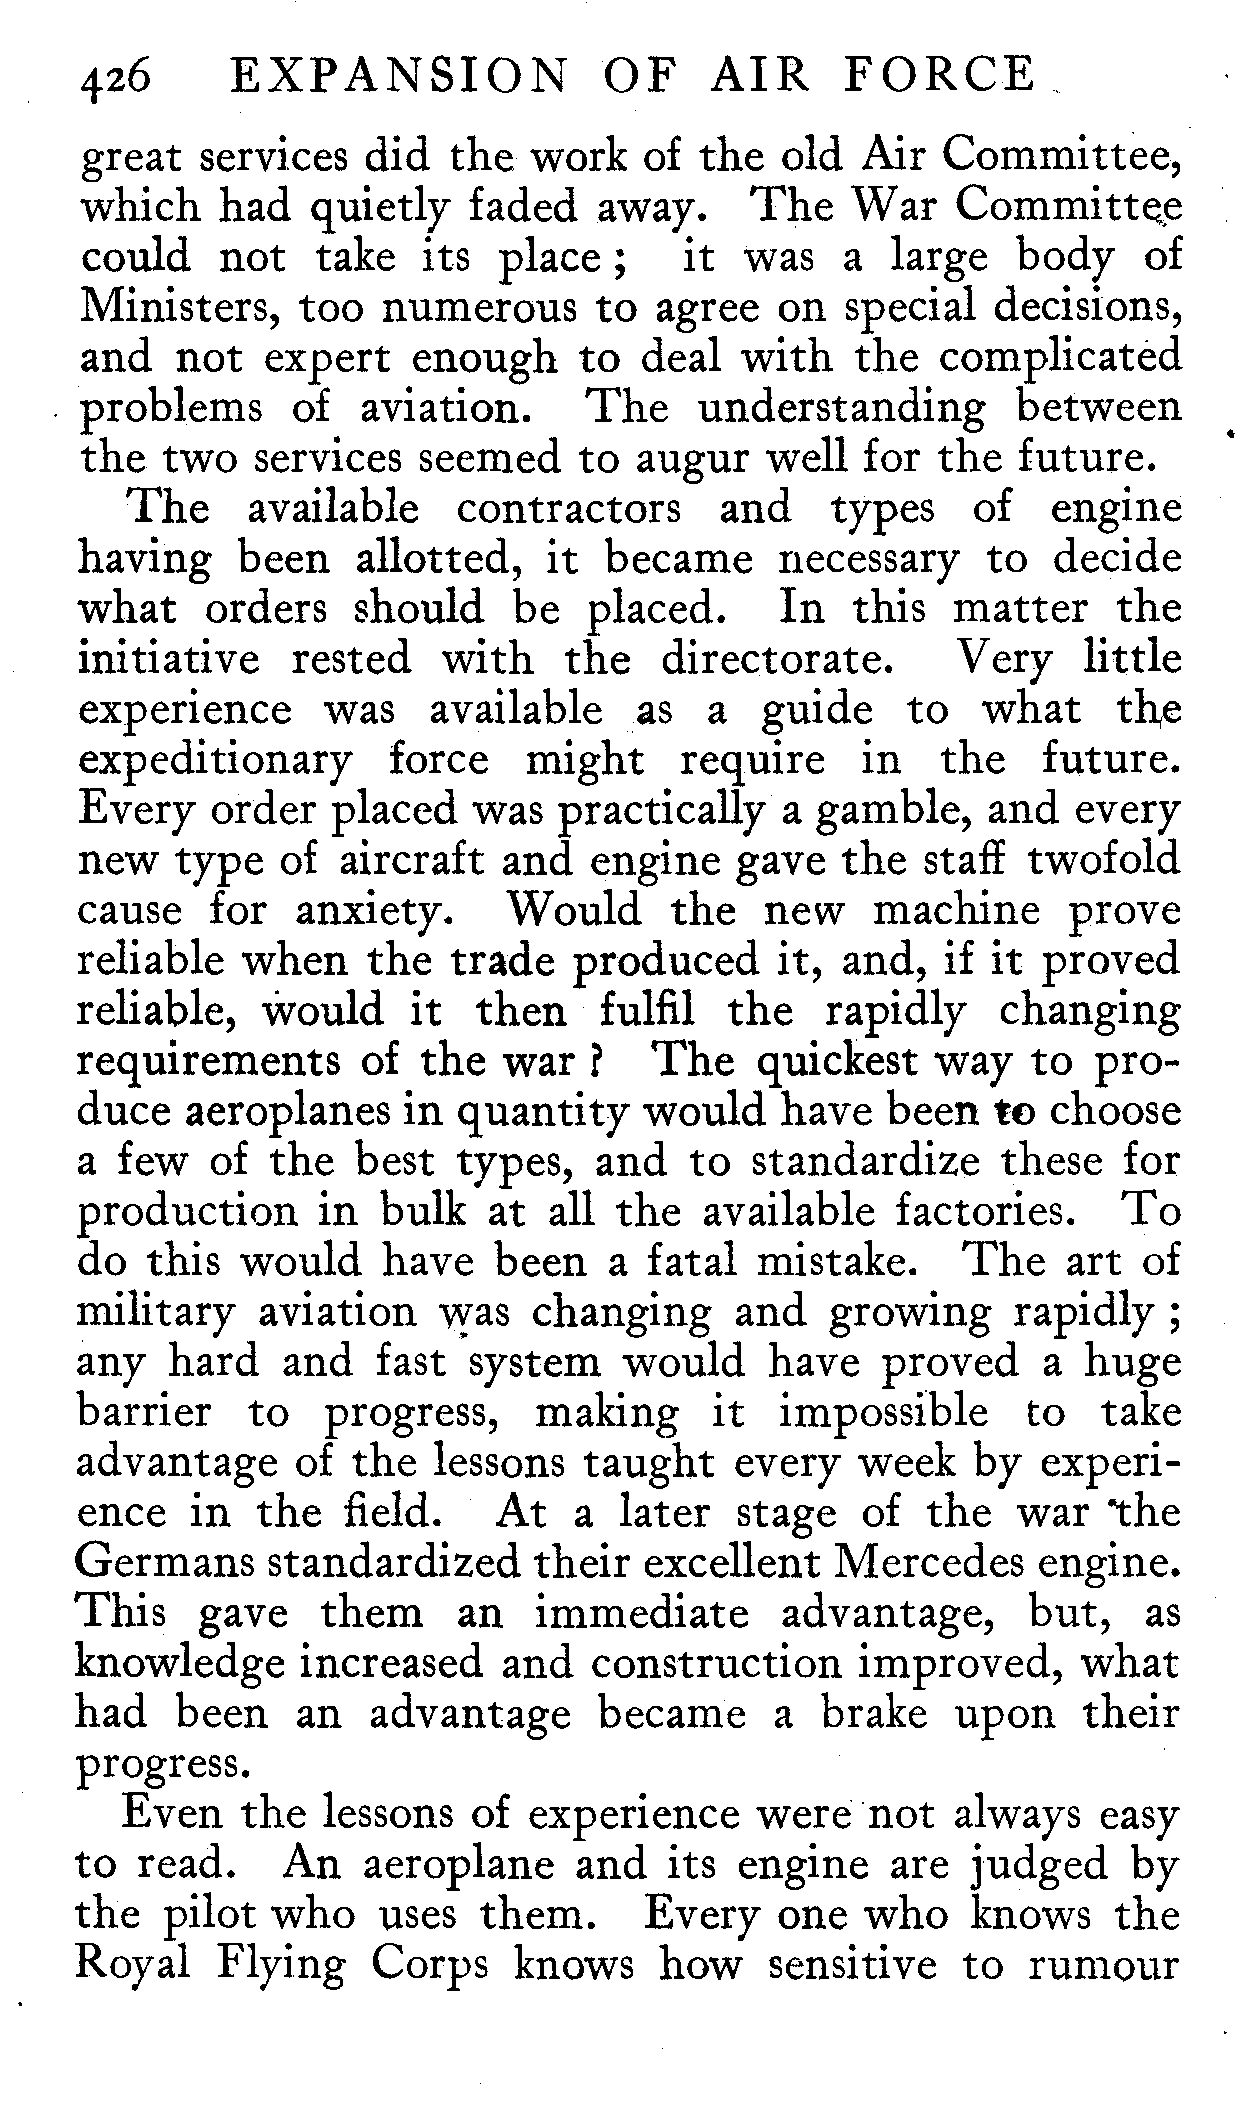 426 EXPANSION OF AIR FORCE
great services did the work of the old Air Committee,
which had quietly faded away. The War Committee
could not take its place ; it was a large body of
Ministers, too numerous to agree on special decisions,
and not expert enough to deal with the complicated
problems of aviation. The understanding between
the two services seemed to augur well for the future.
The available contractors and types of engine
having been allotted, it became necessary to decide
what orders should be placed. In this matter the
initiative rested with the directorate. Very little
experience was available as a guide to what the
expeditionary force might require in the future.
Every order placed was practically a gamble, and every
new type of aircraft and engine gave the staff twofold
cause for anxiety. Would the new machine prove
reliable when the trade produced it, and, if it proved
reliable, would it then fulfil the rapidly changing
requirements of the war ? The quickest way to pro-
duce aeroplanes in quantity would have been to choose
a few of the best types, and to standardize these for
production in bulk at all the available factories. To
do this would have been a fatal mistake. The art of
military aviation was changing and growing rapidly ;
any hard and fast system would have proved a huge
barrier to progress, making it impossible to take
advantage of the lessons taught every week by experi-
ence in the field. At a later stage of the war the
Germans standardized their excellent Mercedes engine.
This gave them an immediate advantage, but, as
knowledge increased and construction improved, what
had been an advantage became a brake upon their
progress.
Even the lessons of experience were not always easy
to read. An aeroplane and its engine are judged by
the pilot who uses them. Every one who knows the
Royal Flying Corps knows how sensitive to rumour